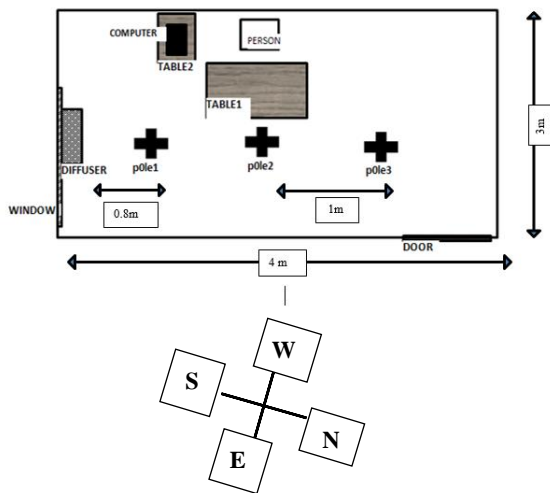 COMPUTER
PERSON
TABLE2
TABLE1
3m
p0le1
p0le2
p0le3
DIFFUSER
WINDOW
0.8m
1m
DOOR
4 m
W
S
N
E